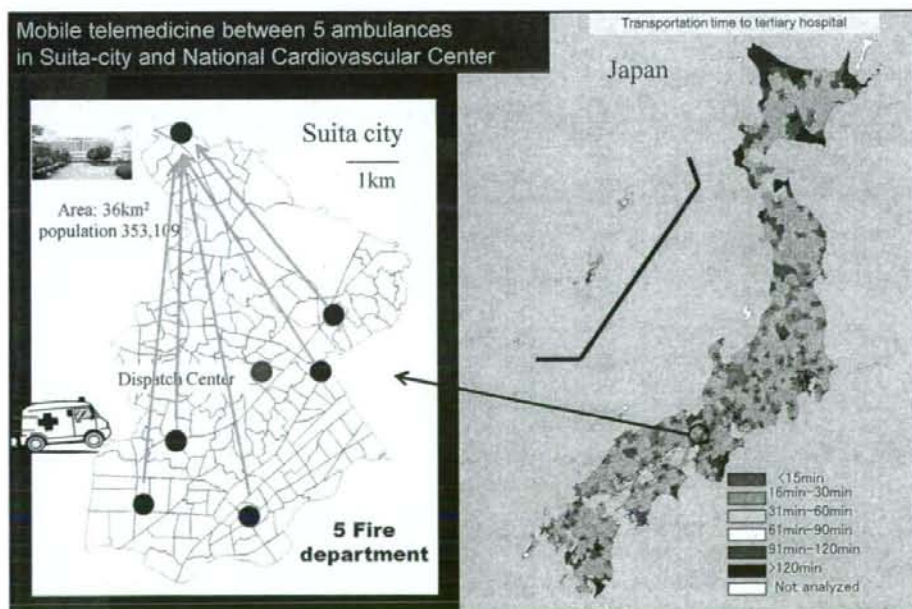 Mobile telemedicine between 5 ambulances
in Suita-city and National Cardiovascular Center
Suita city
1km
Area: 36km²
population 353,109
Dispatch Center
5 Fire
department
Transportation time to tertiary hospital
Japan
<15min
16min-30min
31min-60min
61min-90min
91min-120min
>120min
Not analyzed